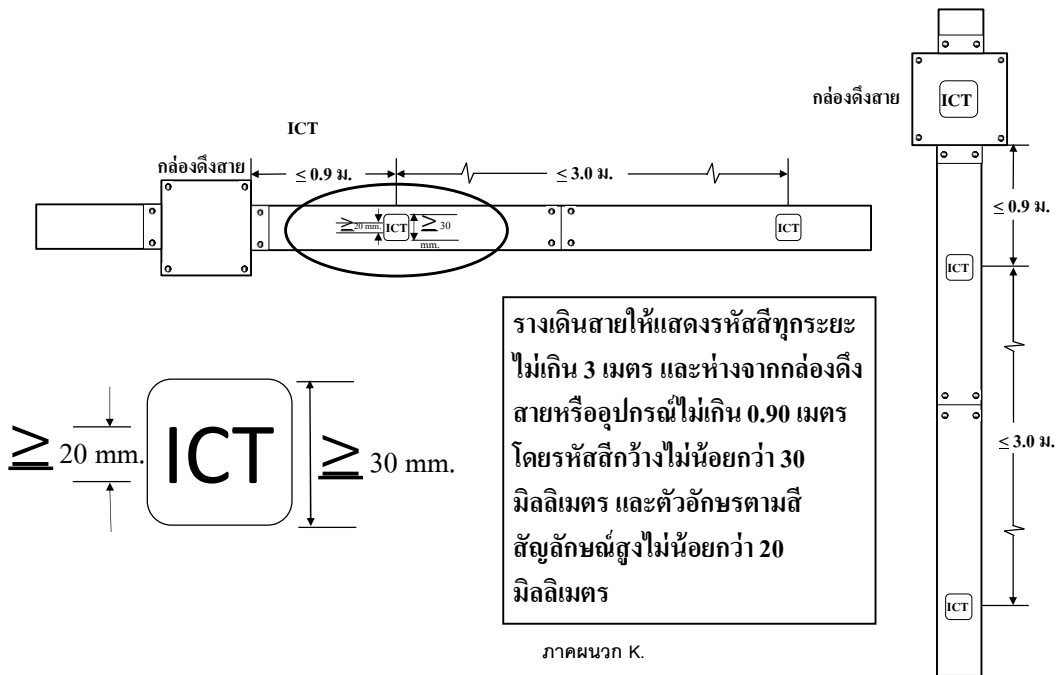 ICT
กล่องดึงสาย
≤ 0.9 ม.
≤ 3.0 ม.
≥ 20 mm.
ICT
≥ 30
mm.
ICT
≥ 20 mm.
ICT
≥ 30 mm.
รางเดินสายให้แสดงรหัสสีทุกระยะ
ไม่เกิน 3 เมตร และห่างจากกล่องดึง
สายหรืออุปกรณ์ไม่เกิน 0.90 เมตร
โดยรหัสสีกว้างไม่น้อยกว่า 30
มิลลิเมตร และตัวอักษรตามสี
สัญลักษณ์สูงไม่น้อยกว่า 20
มิลลิเมตร
ภาคผนวก K.
กล่องดึงสาย
ICT
≤ 0.9 ม.
ICT
≤ 3.0 ม.
ICT